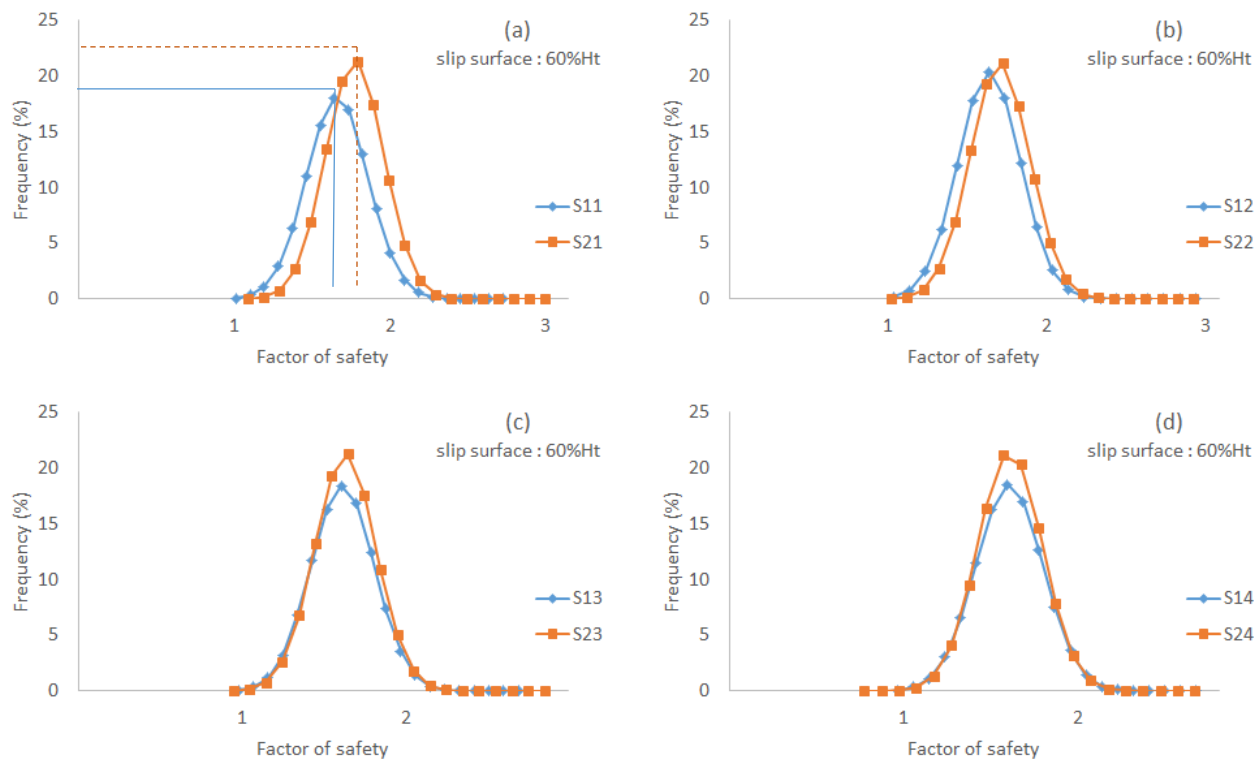 (a)
slip surface : 60%Ht
25
20
15
10
5
0
Frequency (%)
1 2 3
Factor of safety
S11
S21
(b)
slip surface : 60%Ht
25
20
15
10
5
0
Frequency (%)
1 2 3
Factor of safety
S12
S22
(c)
slip surface : 60%Ht
25
20
15
10
5
0
Frequency (%)
1 2
Factor of safety
S13
S23
(d)
slip surface : 60%Ht
25
20
15
10
5
0
Frequency (%)
1 2
Factor of safety
S14
S24